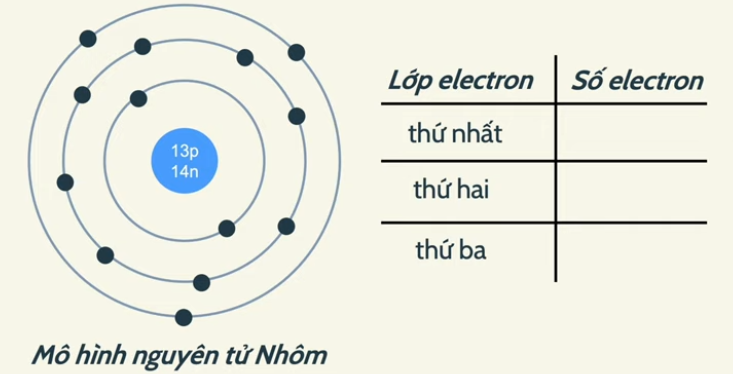 13p
14n
Mô hình nguyên tử Nhôm
Lớp electron Số electron
thứ nhất
thứ hai
thứ ba